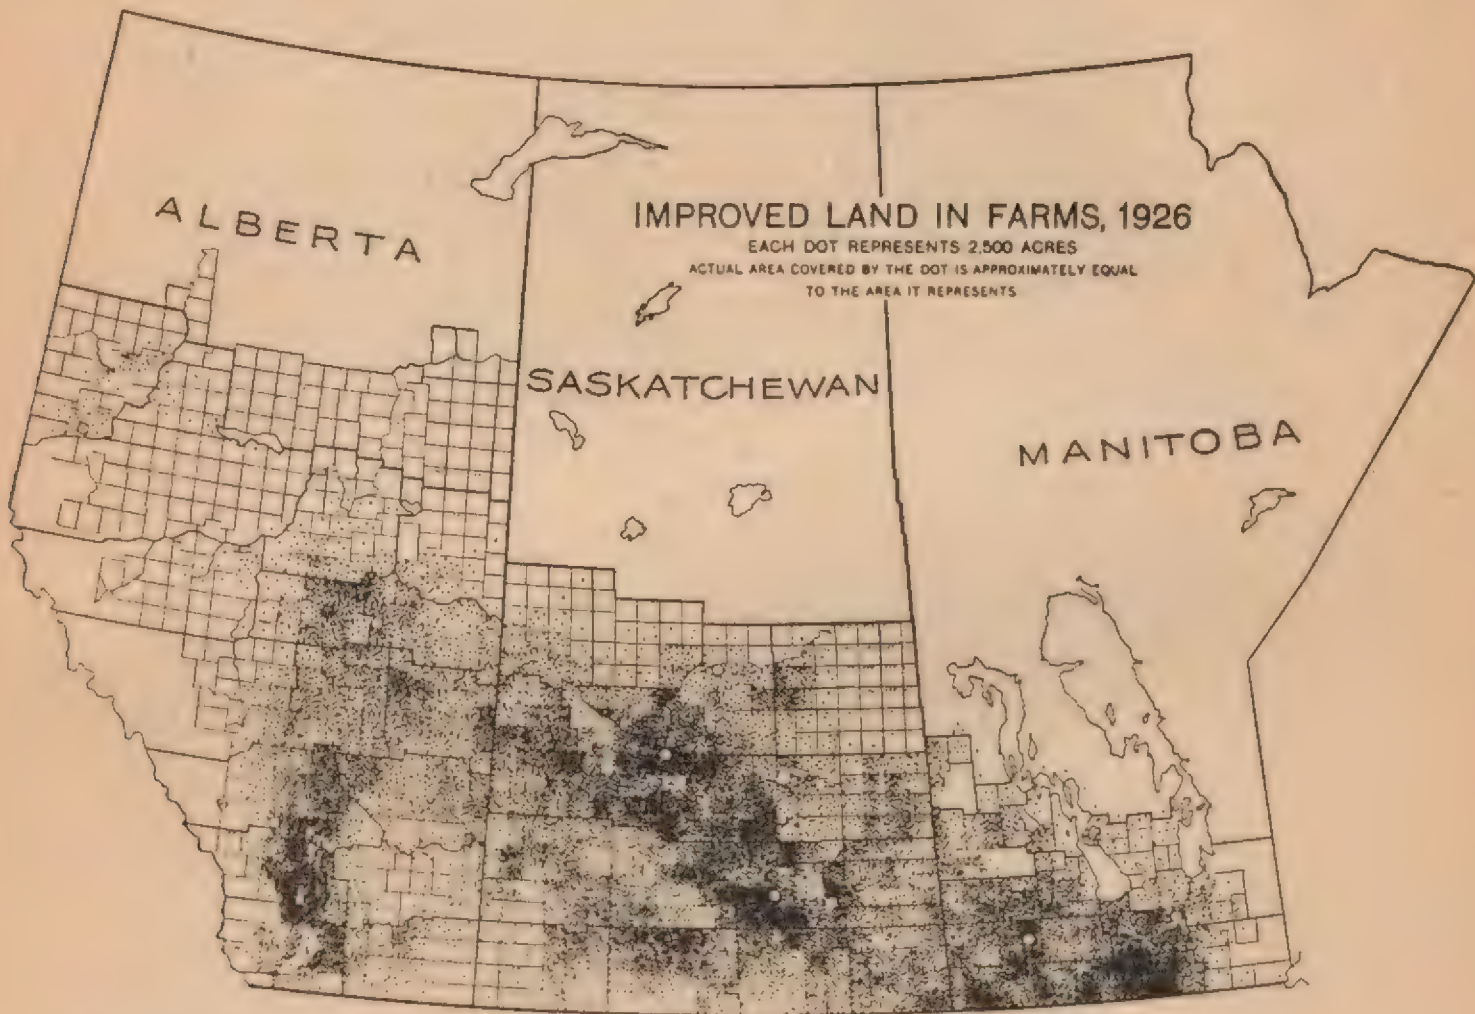 IMPROVED LAND IN FARMS, 1926
EACH DOT REPRESENTS 2,500 ACRES
ACTUAL AREA COVERED BY THE DOT IS APPROXIMATELY EQUAL
TO THE AREA IT REPRESENTS
ALBERTA
SASKATCHEWAN
MANITOBA